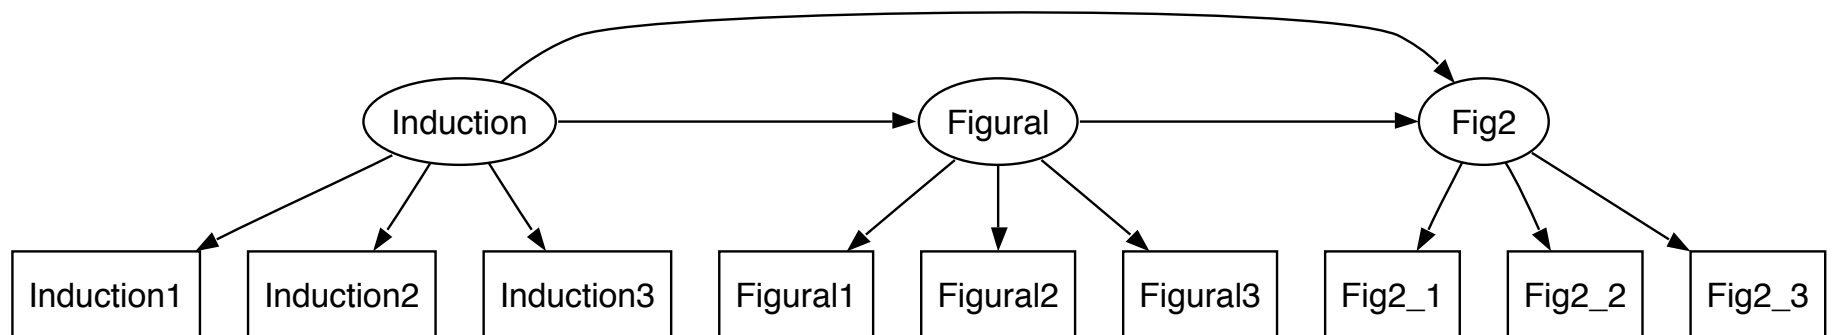 Induction
Figural
Fig2
Induction1
Induction2
Induction3
Figural1
Figural2
Figural3
Fig2_1
Fig2_2
Fig2_3